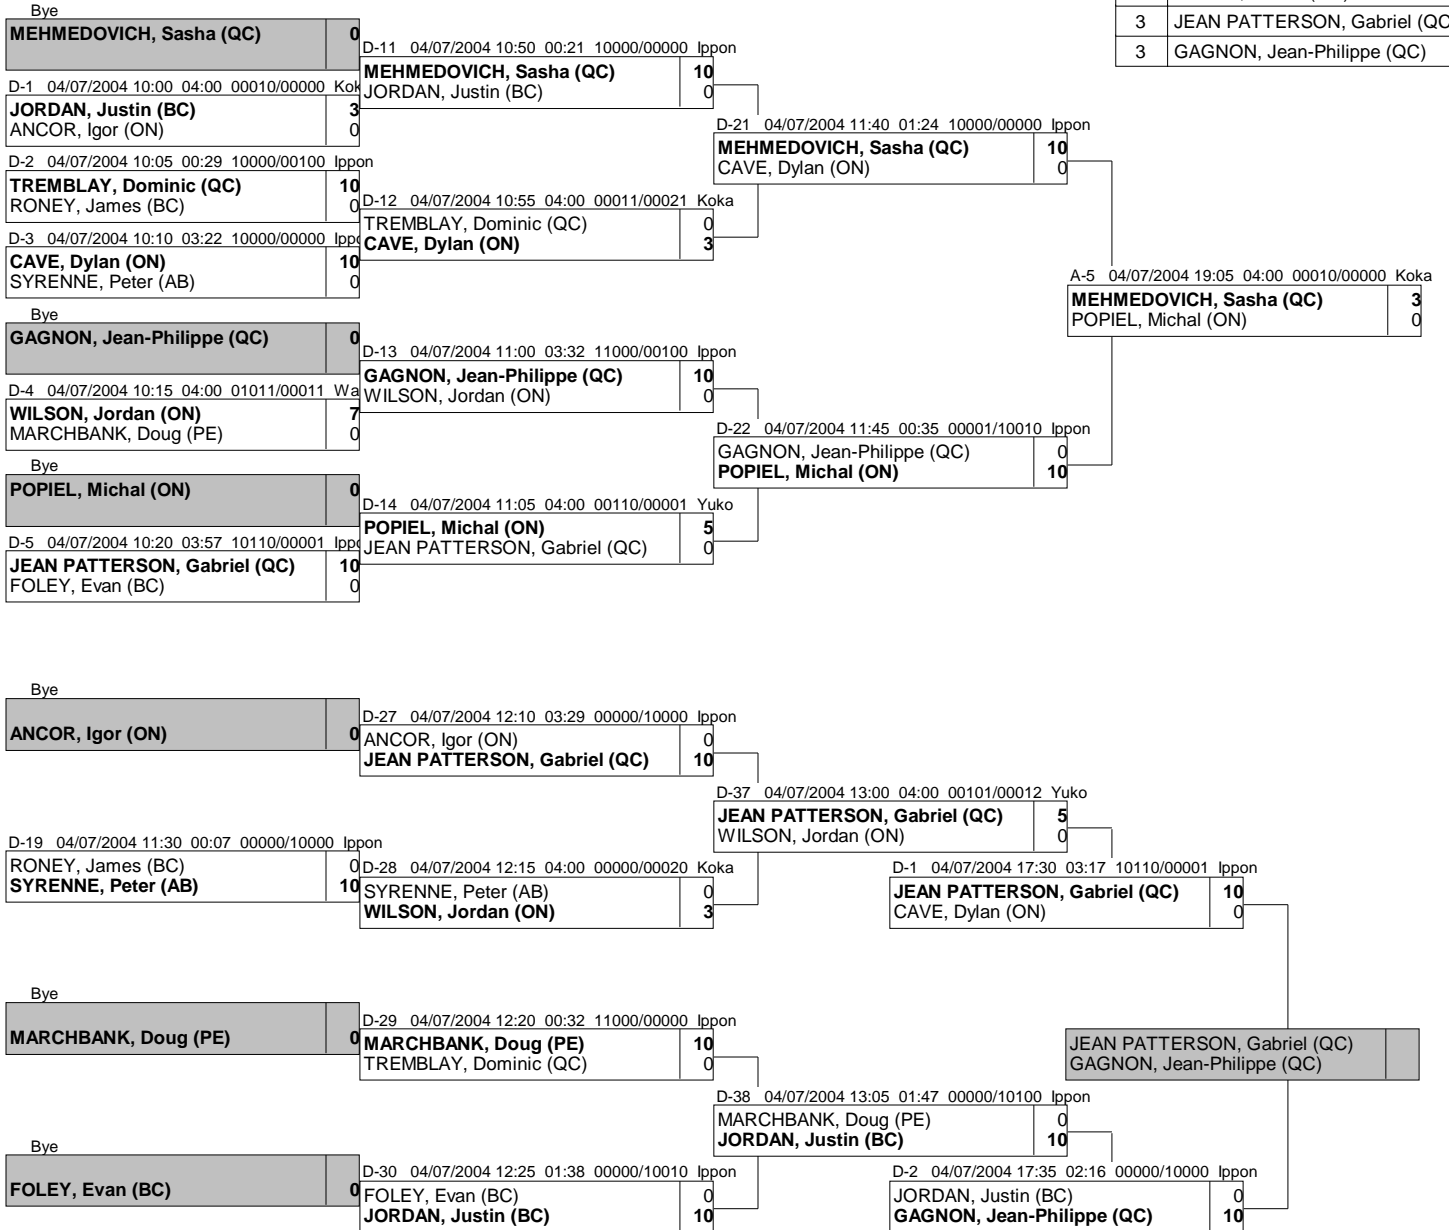 3 JEAN PATTERSON, Gabriel (QC
3 GAGNON, Jean-Philippe (QC)
Bye
MEHMEDOVICH, Sasha (QC) 0
D-1 04/07/2004 10:00 04:00 00010/00000 Kok
JORDAN, Justin (BC) 3
ANCOR, Igor (ON) 0
D-2 04/07/2004 10:05 00:29 10000/00100 Ippon
TREMBLAY, Dominic (QC) 10
RONEY, James (BC) 0
D-3 04/07/2004 10:10 03:22 10000/00000 Ippo
CAVE, Dylan (ON) 10
SYRENNE, Peter (AB) 0
Bye
GAGNON, Jean-Philippe (QC) 0
D-4 04/07/2004 10:15 04:00 01011/00011 Wa
WILSON, Jordan (ON) 7
MARCHBANK, Doug (PE) 0
Bye
POPIEL, Michal (ON) 0
D-5 04/07/2004 10:20 03:57 10110/00001 Ippo
JEAN PATTERSON, Gabriel (QC) 10
FOLEY, Evan (BC) 0
D-11 04/07/2004 10:50 00:21 10000/00000 Ippon
MEHMEDOVICH, Sasha (QC) 10
JORDAN, Justin (BC) 0
D-12 04/07/2004 10:55 04:00 00011/00021 Koka
TREMBLAY, Dominic (QC) 0
CAVE, Dylan (ON) 3
D-13 04/07/2004 11:00 03:32 11000/00100 Ippon
GAGNON, Jean-Philippe (QC) 10
WILSON, Jordan (ON) 0
D-14 04/07/2004 11:05 04:00 00110/00001 Yuko
POPIEL, Michal (ON) 5
JEAN PATTERSON, Gabriel (QC) 0
D-21 04/07/2004 11:40 01:24 10000/00000 Ippon
MEHMEDOVICH, Sasha (QC) 10
CAVE, Dylan (ON) 0
D-22 04/07/2004 11:45 00:35 00001/10010 Ippon
GAGNON, Jean-Philippe (QC) 0
POPIEL, Michal (ON) 10
A-5 04/07/2004 19:05 04:00 00010/00000 Koka
MEHMEDOVICH, Sasha (QC) 3
POPIEL, Michal (ON) 0
Bye
ANCOR, Igor (ON) 0
D-19 04/07/2004 11:30 00:07 00000/10000 Ippon
RONEY, James (BC) 0
SYRENNE, Peter (AB) 10
Bye
MARCHBANK, Doug (PE) 0
Bye
FOLEY, Evan (BC) 0
D-27 04/07/2004 12:10 03:29 00000/10000 Ippon
ANCOR, Igor (ON) 0
JEAN PATTERSON, Gabriel (QC) 10
D-28 04/07/2004 12:15 04:00 00000/00020 Koka
SYRENNE, Peter (AB) 0
WILSON, Jordan (ON) 3
D-29 04/07/2004 12:20 00:32 11000/00000 Ippon
MARCHBANK, Doug (PE) 10
TREMBLAY, Dominic (QC) 0
D-30 04/07/2004 12:25 01:38 00000/10010 Ippon
FOLEY, Evan (BC) 0
JORDAN, Justin (BC) 10
D-37 04/07/2004 13:00 04:00 00101/00012 Yuko
JEAN PATTERSON, Gabriel (QC) 5
WILSON, Jordan (ON) 0
D-38 04/07/2004 13:05 01:47 00000/10100 Ippon
MARCHBANK, Doug (PE) 0
JORDAN, Justin (BC) 10
D-1 04/07/2004 17:30 03:17 10110/00001 Ippon
JEAN PATTERSON, Gabriel (QC) 10
CAVE, Dylan (ON) 0
D-2 04/07/2004 17:35 02:16 00000/10000 Ippon
JORDAN, Justin (BC) 0
GAGNON, Jean-Philippe (QC) 10
JEAN PATTERSON, Gabriel (QC)
GAGNON, Jean-Philippe (QC)